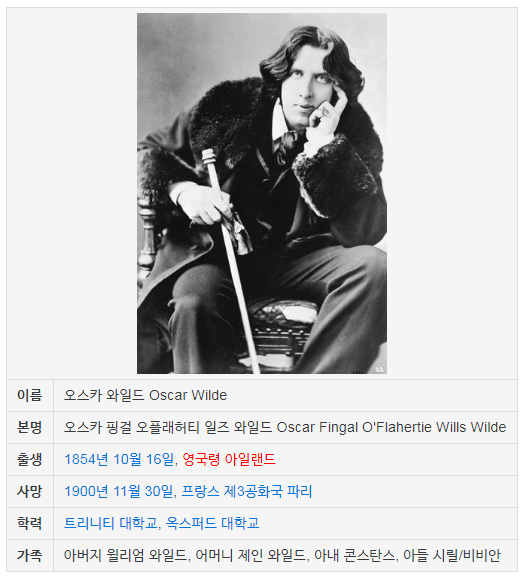 이름 오스카 와일드 Oscar Wilde
본명 오스카 핑걸 오플래허티 일즈 와일드 Oscar Fingal O'Flahertie Wills Wilde
출생 1854년 10월 16일, 영국령 아일랜드
사망 1900년 11월 30일, 프랑스 제3공화국 파리
학력 트리니티 대학교, 옥스퍼드 대학교
가족 아버지 윌리엄 와일드, 어머니 제인 와일드, 아내 콘스탄스, 아들 시릴/비비안